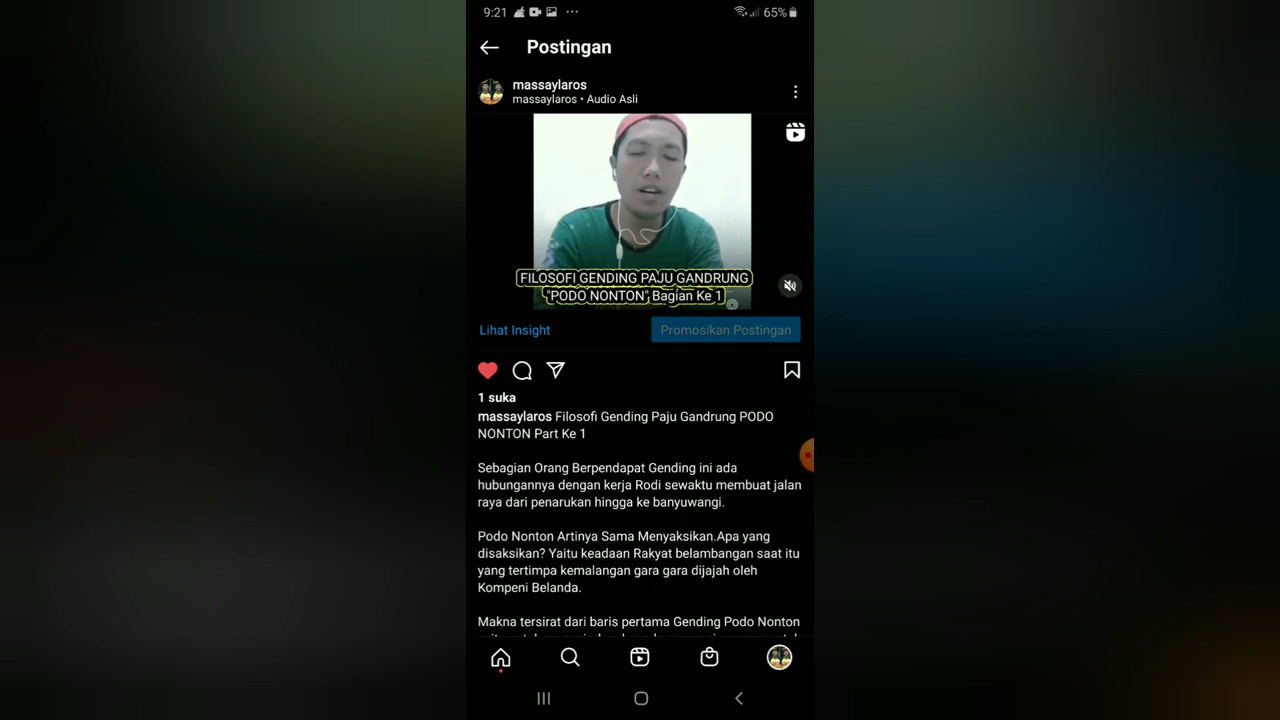 9:21
65%
Postingan
massaylaros
massaylaros • Audio Asli
FILOSOFI GENDING PAJU GANDRUNG
"PODO NONTON" Bagian Ke 1
Lihat Insight
Promosikan Postingan
1 suka
massaylaros Filosofi Gending Paju Gandrung PODO
NONTON Part Ke 1
Sebagian Orang Berpendapat Gending ini ada
hubungannya dengan kerja Rodi sewaktu membuat jalan
raya dari penarukan hingga ke banyuwangi.
Podo Nonton Artinya Sama Menyaksikan.Apa yang
disaksikan? Yaitu keadaan Rakyat belambangan saat itu
yang tertimpa kemalangan gara gara dijajah oleh
Kompeni Belanda.
Makna tersirat dari baris pertama Gending Podo Nonton